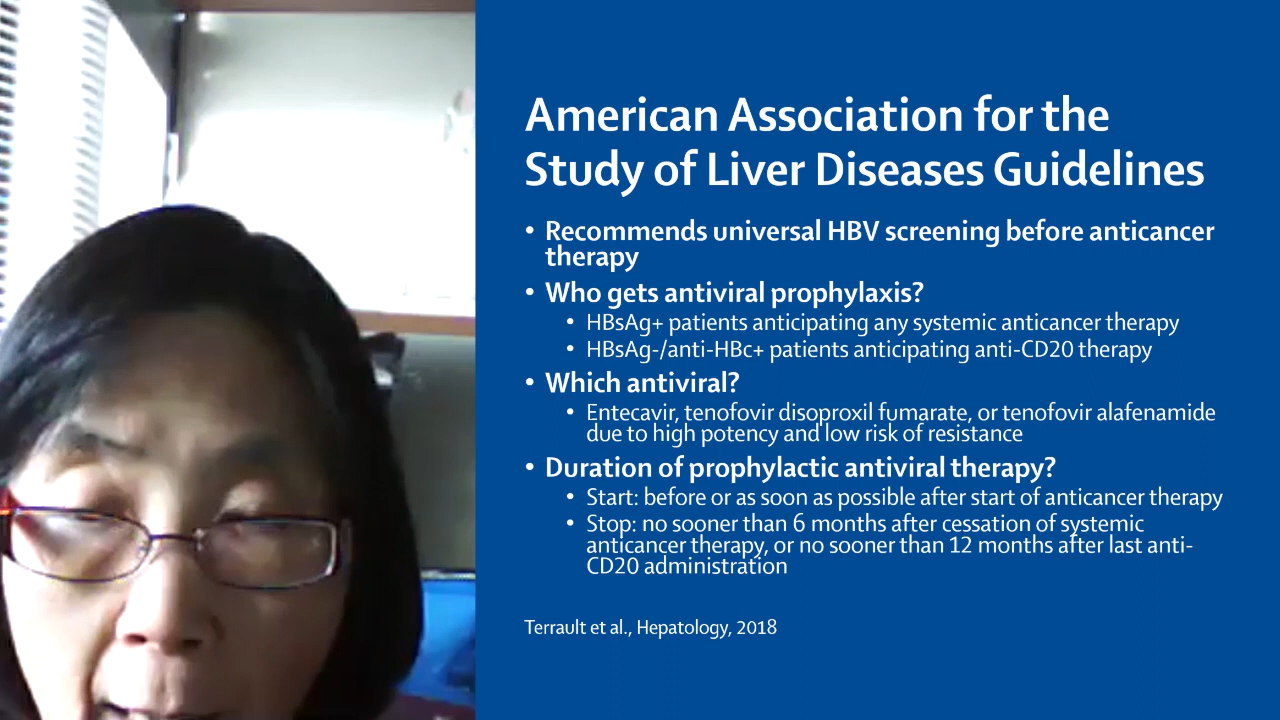 American Association for the
Study of Liver Diseases Guidelines
• Recommends universal HBV screening before anticancer
therapy
• Who gets antiviral prophylaxis?
• HBsAg+ patients anticipating any systemic anticancer therapy
• HBsAg-/anti-HBc+ patients anticipating anti-CD20 therapy
• Which antiviral?
• Entecavir, tenofovir disoproxil fumarate, or tenofovir alafenamide
due to high potency and low risk of resistance
• Duration of prophylactic antiviral therapy?
• Start: before or as soon as possible after start of anticancer therapy
• Stop: no sooner than 6 months after cessation of systemic
anticancer therapy, or no sooner than 12 months after last anti-
CD20 administration
Terrault et al., Hepatology, 2018